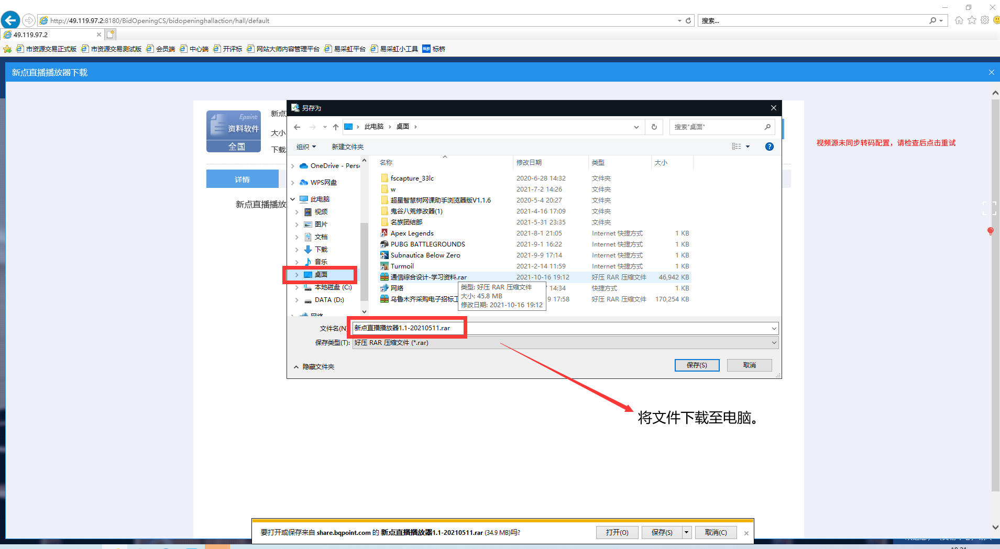 http://49.119.97.2:8180/BidOpeningCS/bidopeninghallaction/hall/default
搜索...
49.119.97.2
市资源交易正式版 市资源交易测试版 会员端 中心端 开评标 网站大师内容管理平台 易采虹平台 易采虹小工具 标桥
新点直播播放器下载
Epoint
资料软件
全国
新点
大小
下载
详情
新点直播播放
视频源未同步转码配置，请检查后点击重试
另存为
此电脑 › 桌面 ›
搜索"桌面"
组织 新建文件夹
OneDrive - Pers
WPS网盘
此电脑
视频
图片
文档
下载
音乐
桌面
本地磁盘 (C:)
DATA (D:)
网络
名称 修改日期 类型 大小
fscapture_33lc 2020-6-28 14:32 文件夹
w 2021-7-2 14:26 文件夹
超星智慧树网课助手浏览器版V1.1.6 2020-5-4 20:27 文件夹
鬼谷八荒修改器(1) 2021-4-16 17:09 文件夹
名族团结部 2021-5-31 23:35 文件夹
Apex Legends 2021-8-1 21:05 Internet 快捷方式 1 KB
PUBG BATTLEGROUNDS 2021-9-1 16:22 Internet 快捷方式 1 KB
Subnautica Below Zero 2021-9-9 17:14 Internet 快捷方式 1 KB
Turmoil 2021-2-14 11:59 Internet 快捷方式 1 KB
通信综合设计-学习资料.rar 2021-10-16 19:12 好压 RAR 压缩文件 46,942 KB
网络 14:34 快捷方式 1 KB
乌鲁木齐采购电子招标工 9 17:58 好压 RAR 压缩文件 170,254 KB
类型: 好压 RAR 压缩文件
大小: 45.8 MB
修改日期: 2021-10-16 19:12
文件名(N 新点直播播放器1.1-20210511.rar
保存类型(T): 好压 RAR 压缩文件 (*.rar)
隐藏文件夹 保存(S) 取消
将文件下载至电脑。
要打开或保存来自 share.bqpoint.com 的 新点直播播放器1.1-20210511.rar (34.9 MB)吗?
打开(O) 保存(S) 取消(C)